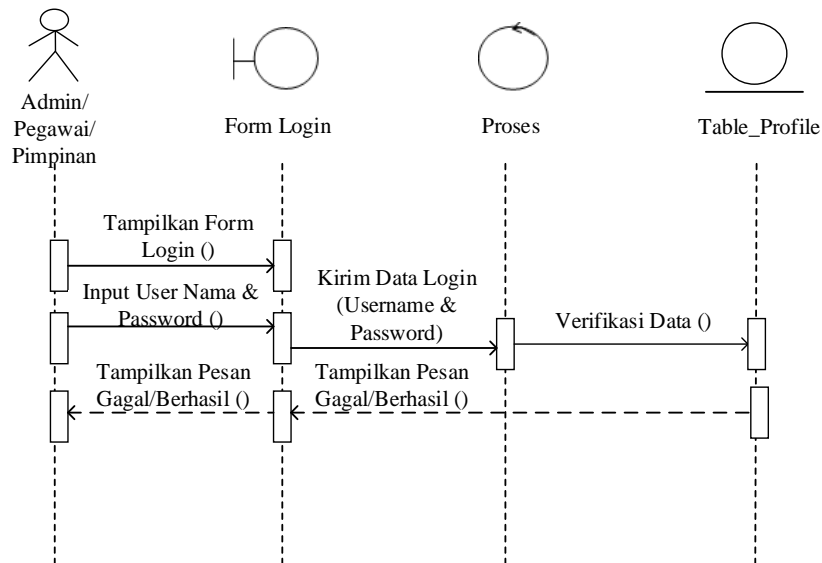 Admin/
Pegawai/
Pimpinan
Form Login
Proses
Table_Profile
Tampilkan Form
Login ()
Input User Nama &
Password ()
Kirim Data Login
(Username &
Password)
Verifikasi Data ()
Tampilkan Pesan
Gagal/Berhasil ()
Tampilkan Pesan
Gagal/Berhasil ()